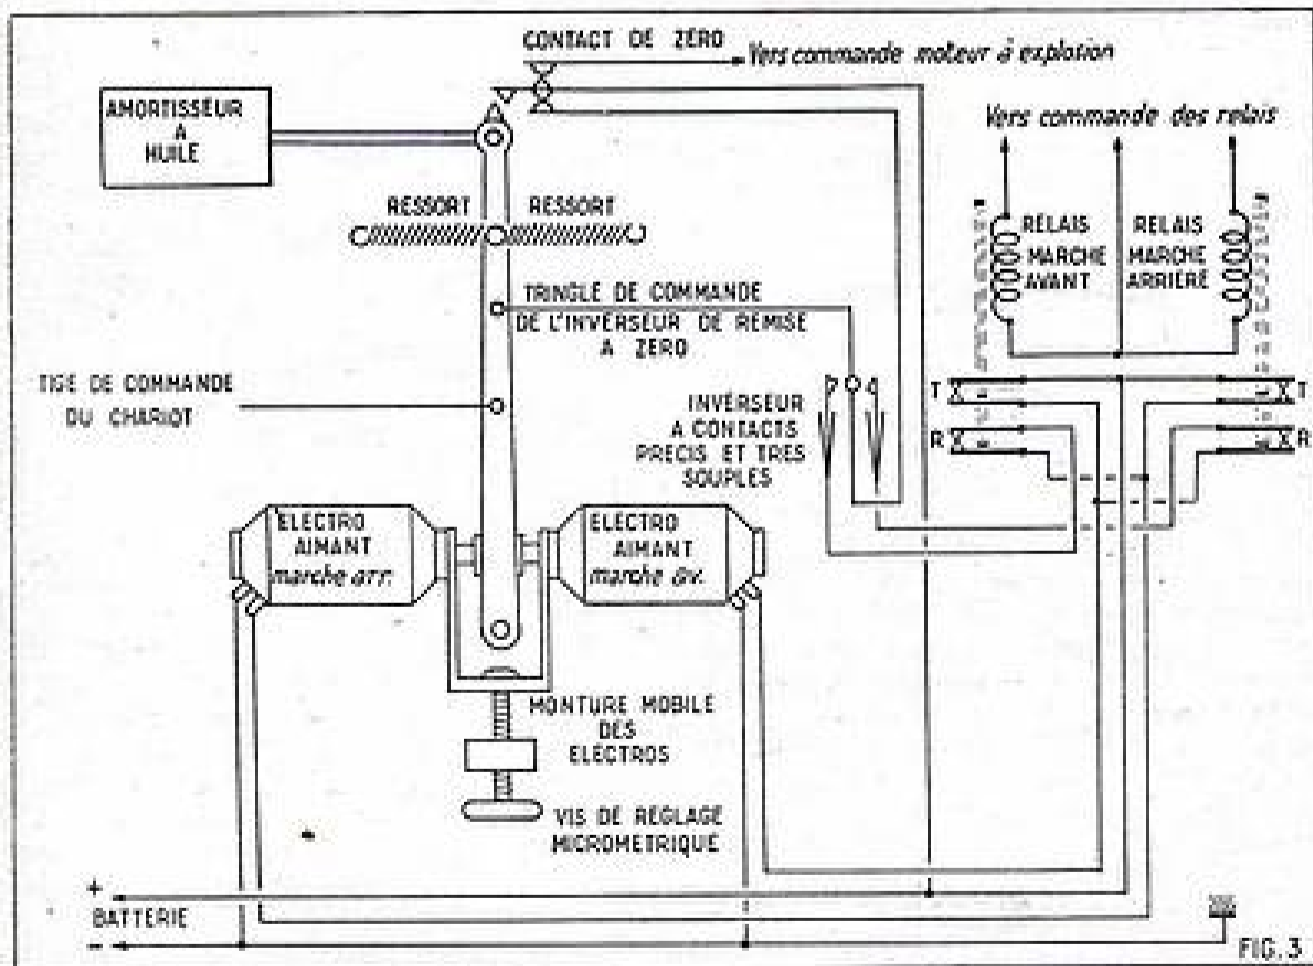 CONTACT DE ZÉRO
Vers commande moteur à explosion
AMORTISSEUR
A
HUILE
Vers commande des relais
RESSORT
RESSORT
RELAIS
MARCHE
AVANT
RELAIS
MARCHE
ARRIÈRE
TRINGLE DE COMMANDE
DE L'INVERSEUR DE REMISE
A ZERO
TIGE DE COMMANDE
DU CHARIOT
INVERSEUR
A CONTACTS
PRECIS ET TRES
SOUPLES
T
T
R
R
ELECTRO
AIMANT
marche arr.
ELECTRO
AIMANT
marche av.
MONTURE MOBILE
DES
ELECTROS
VIS DE RÉGLAGE
MICROMETRIQUE
+
BATTERIE
-
FIG. 3